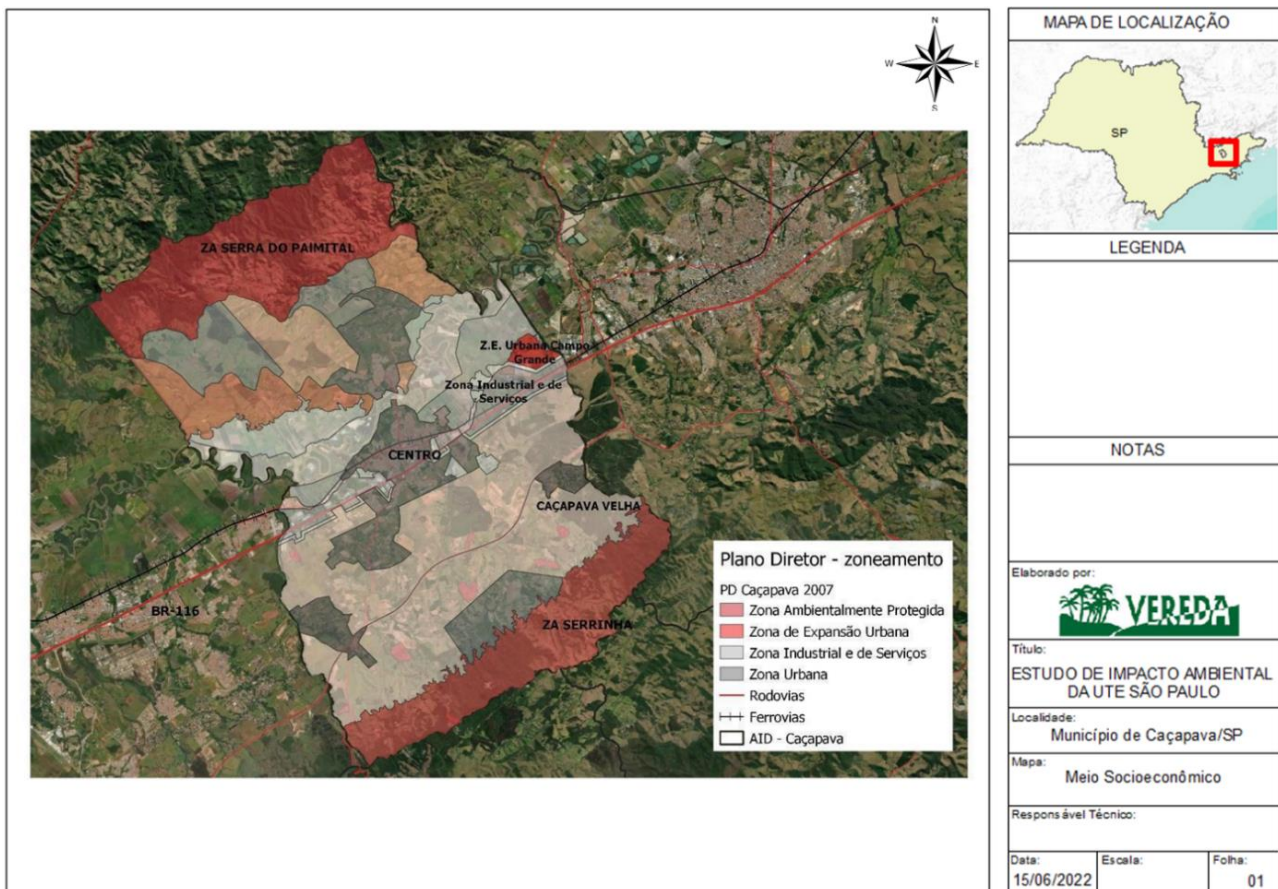 N
W
E
S
ZA SERRA DO PAIMITAL
Z.E. Urbana Campo
Grande
Zona Industrial e de
Serviços
CENTRO
CAÇAPAVA VELHA
BR-116
ZA SERRINHA
Plano Diretor - zoneamento
PD Caçapava 2007
Zona Ambientalmente Protegida
Zona de Expansão Urbana
Zona Industrial e de Serviços
Zona Urbana
Rodovias
Ferrovias
AID - Caçapava
MAPA DE LOCALIZAÇÃO
SP
LEGENDA
NOTAS
Elaborado por:
VEREDA
Título:
ESTUDO DE IMPACTO AMBIENTAL
DA UTE SÃO PAULO
Localidade:
Município de Caçapava/SP
Mapa:
Meio Socioeconômico
Responsável Técnico:
Data:
15/06/2022
Escala:
Folha:
01